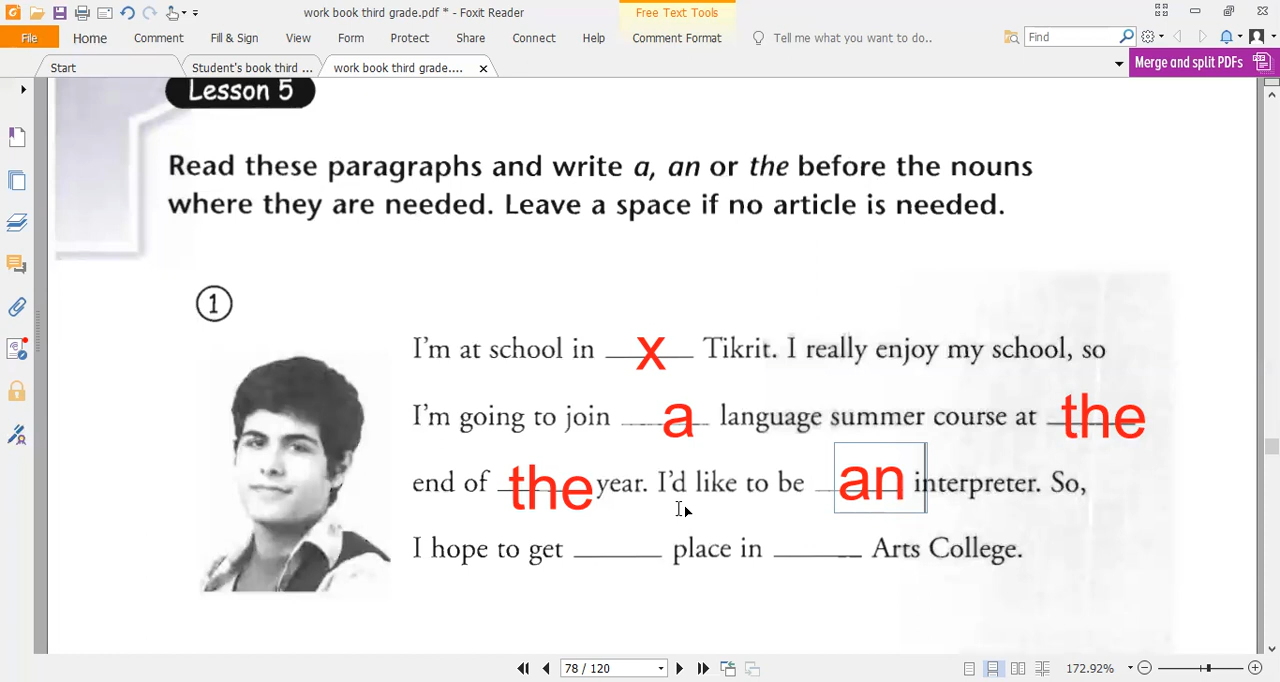 work book third grade.pdf * - Foxit Reader
Free Text Tools
File Home Comment Fill & Sign View Form Protect Share Connect Help Comment Format Tell me what you want to do.. Find
Start Student's book third ... work book third grade....
Merge and split PDFs
Lesson 5
Read these paragraphs and write a, an or the before the nouns
where they are needed. Leave a space if no article is needed.
1
I'm at school in x Tikrit. I really enjoy my school, so
I'm going to join a language summer course at the
end of the year. I'd like to be an interpreter. So,
I hope to get ______ place in ______ Arts College.
78 / 120
172.92%